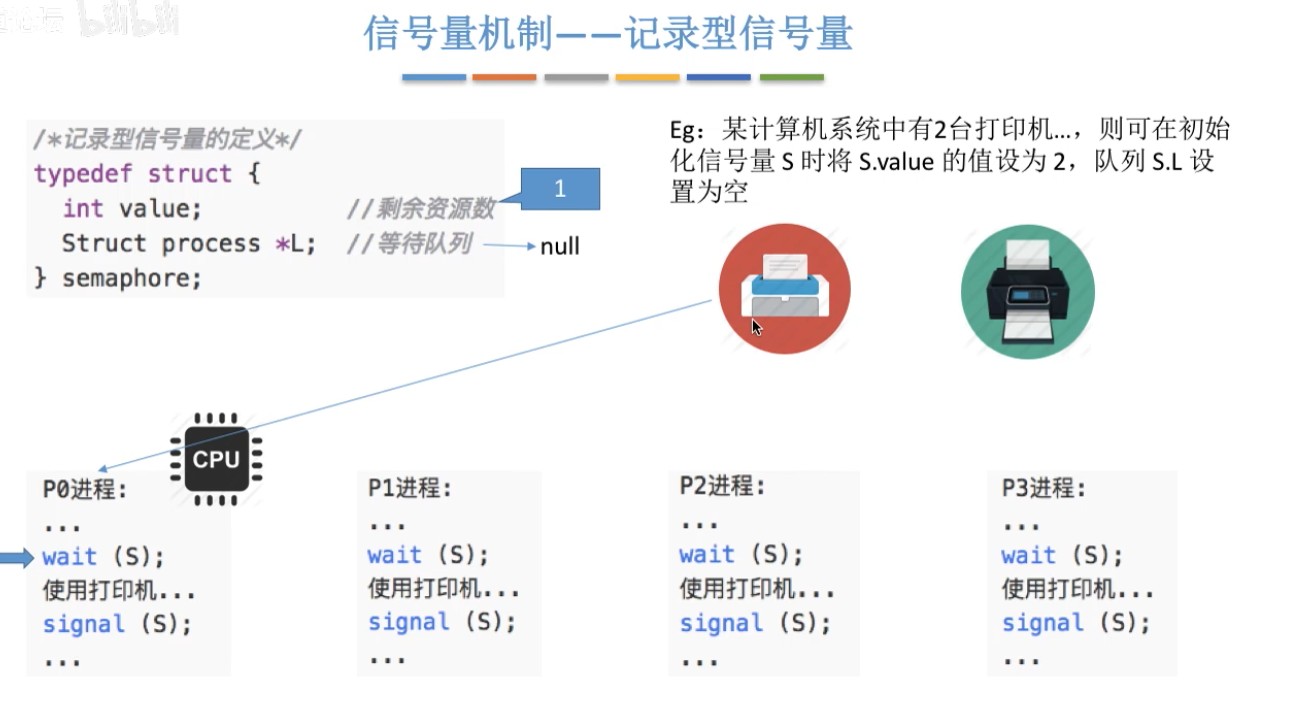 bilibili
信号量机制——记录型信号量
/*记录型信号量的定义*/
typedef struct {
int value; //剩余资源数
Struct process *L; //等待队列
} semaphore;
1
null
Eg：某计算机系统中有2台打印机…，则可在初始
化信号量 S 时将 S.value 的值设为 2，队列 S.L 设
置为空
CPU
P0进程:
...
wait (S);
使用打印机...
signal (S);
...
P1进程:
...
wait (S);
使用打印机...
signal (S);
...
P2进程:
...
wait (S);
使用打印机...
signal (S);
...
P3进程:
...
wait (S);
使用打印机...
signal (S);
...